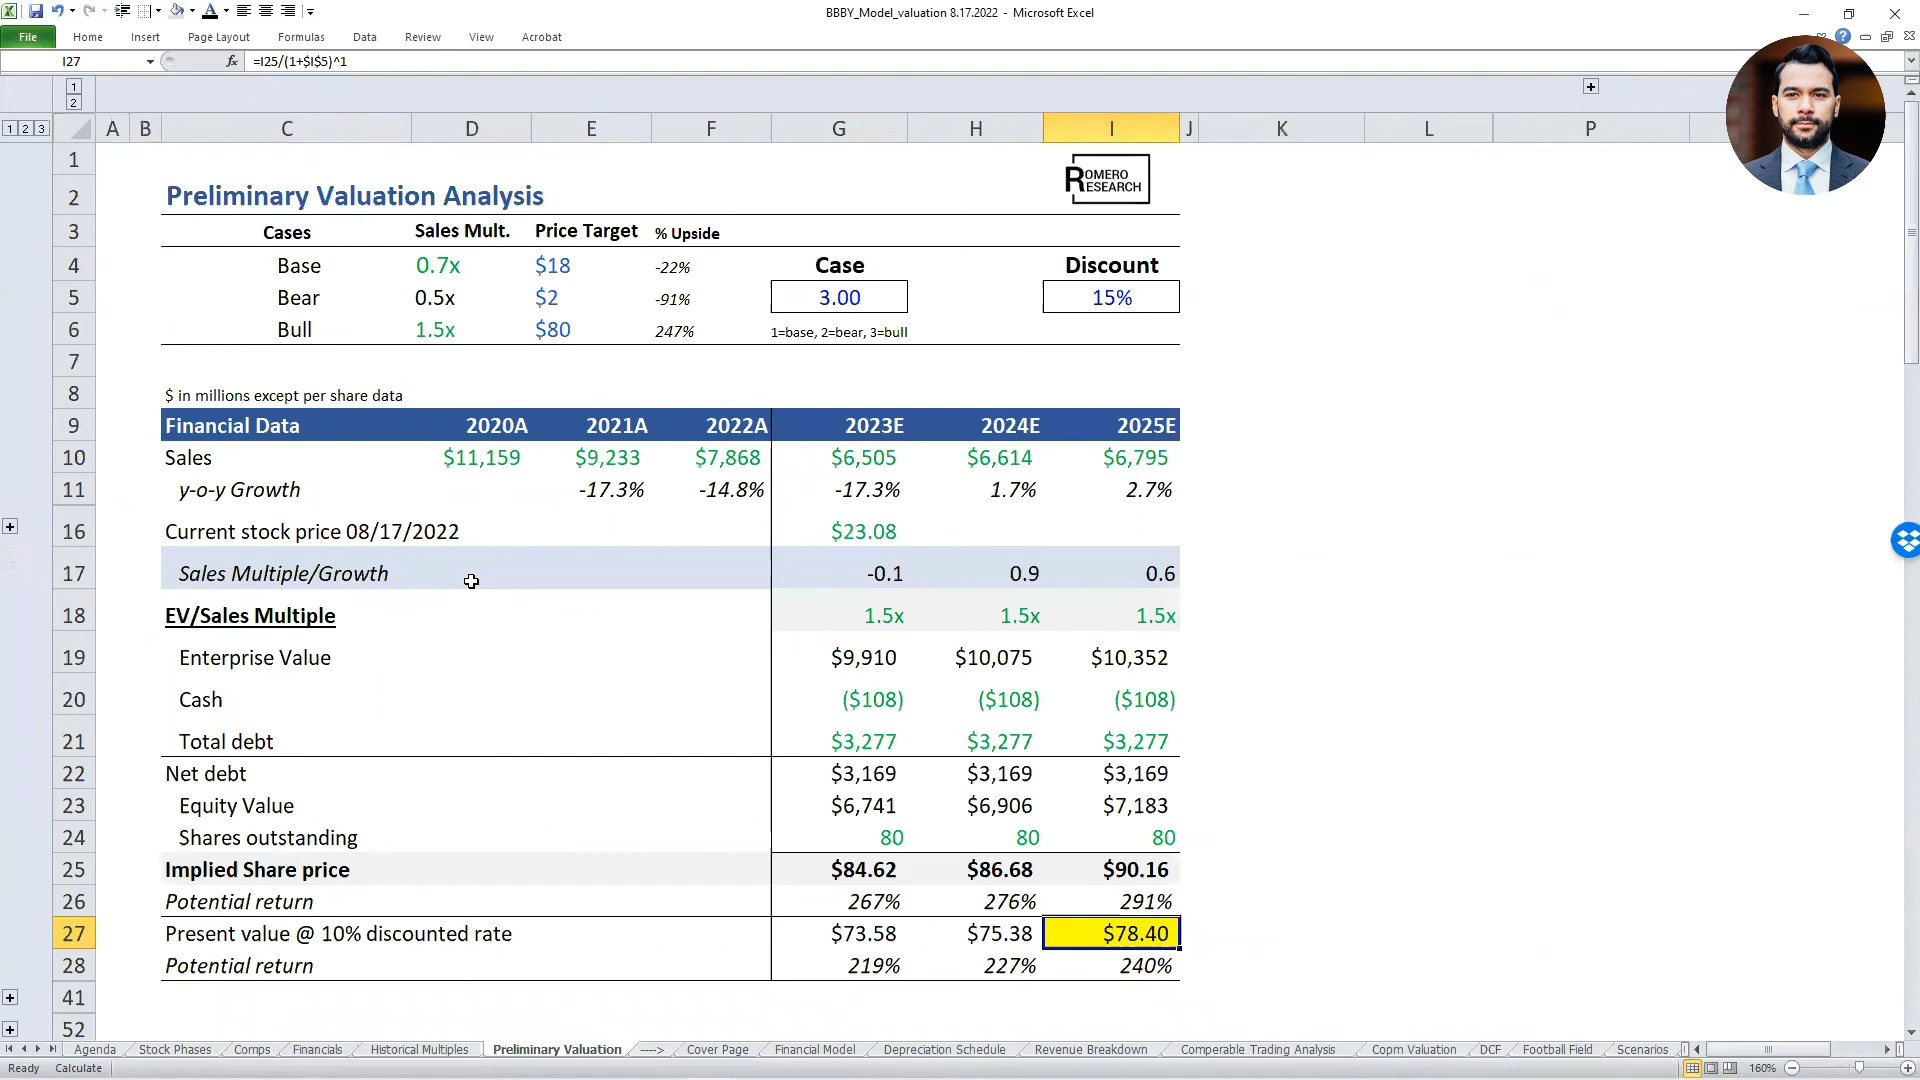 BBBY_Model_valuation 8.17.2022 - Microsoft Excel
File Home Insert Page Layout Formulas Data Review View Acrobat
I27 fx =I25/(1+$I$5)^1
1
2
1 2 3 A B C D E F G H I J K L P
1 ROMERO
RESEARCH
2 Preliminary Valuation Analysis
3 Cases Sales Mult. Price Target % Upside
4 Base 0.7x $18 -22% Case Discount
5 Bear 0.5x $2 -91% 3.00 15%
6 Bull 1.5x $80 247% 1=base, 2=bear, 3=bull
7
8 $ in millions except per share data
9 Financial Data 2020A 2021A 2022A 2023E 2024E 2025E
10 Sales $11,159 $9,233 $7,868 $6,505 $6,614 $6,795
11 y-o-y Growth -17.3% -14.8% -17.3% 1.7% 2.7%
16 Current stock price 08/17/2022 $23.08
17 Sales Multiple/Growth -0.1 0.9 0.6
18 EV/Sales Multiple 1.5x 1.5x 1.5x
19 Enterprise Value $9,910 $10,075 $10,352
20 Cash ($108) ($108) ($108)
21 Total debt $3,277 $3,277 $3,277
22 Net debt $3,169 $3,169 $3,169
23 Equity Value $6,741 $6,906 $7,183
24 Shares outstanding 80 80 80
25 Implied Share price $84.62 $86.68 $90.16
26 Potential return 267% 276% 291%
27 Present value @ 10% discounted rate $73.58 $75.38 $78.40
28 Potential return 219% 227% 240%
41
52
Agenda Stock Phases Comps Financials Historical Multiples Preliminary Valuation ----> Cover Page Financial Model Depreciation Schedule Revenue Breakdown Comperable Trading Analysis Copm Valuation DCF Football Field Scenarios
Ready Calculate 160%